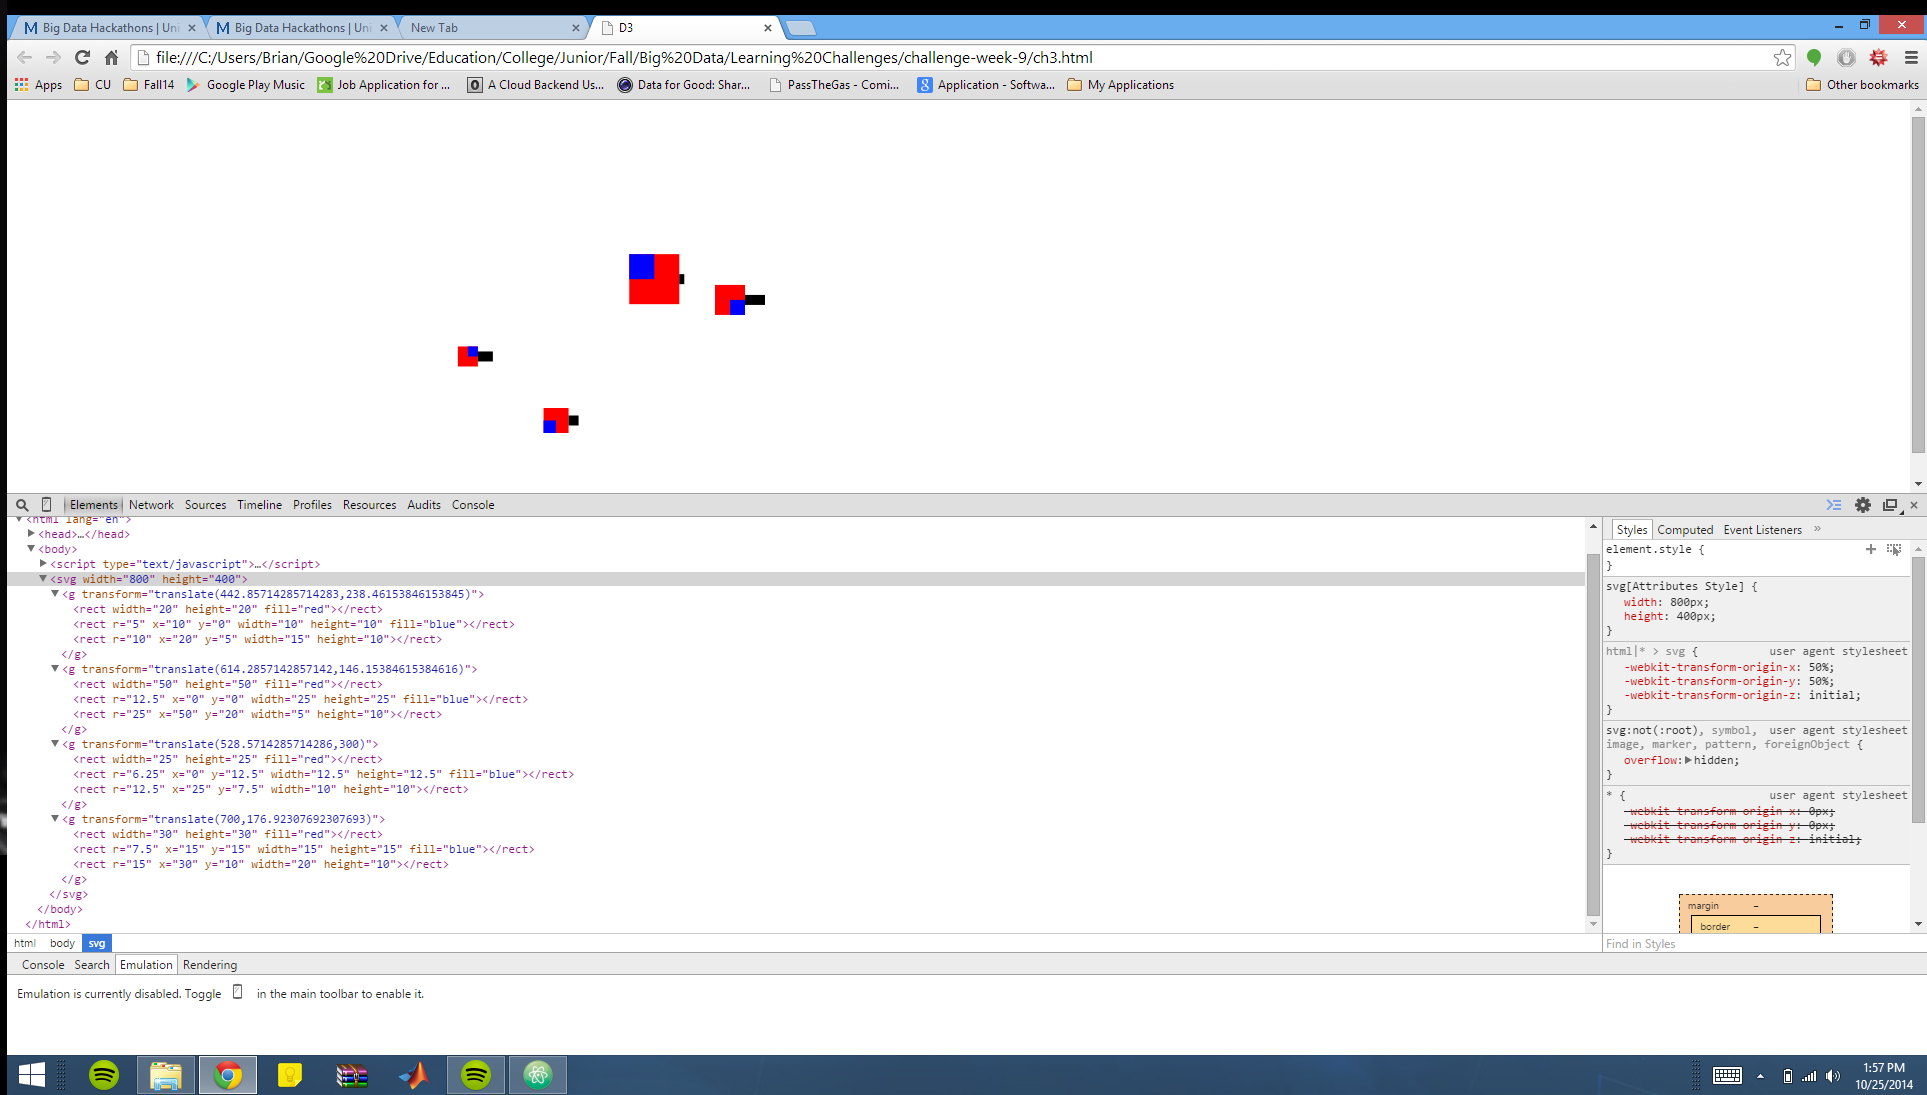 Big Data Hackathons | Uni
Big Data Hackathons | Uni
New Tab
D3
file:///C:/Users/Brian/Google%20Drive/Education/College/Junior/Fall/Big%20Data/Learning%20Challenges/challenge-week-9/ch3.html
Apps CU Fall14 Google Play Music Job Application for ... A Cloud Backend Us... Data for Good: Shar... PassTheGas - Comi... Application - Softwa... My Applications Other bookmarks
Elements Network Sources Timeline Profiles Resources Audits Console
<html lang="en">
<head>…</head>
<body>
<script type="text/javascript">…</script>
<svg width="800" height="400">
<g transform="translate(442.85714285714283,238.46153846153845)">
<rect width="20" height="20" fill="red"></rect>
<rect r="5" x="10" y="0" width="10" height="10" fill="blue"></rect>
<rect r="10" x="20" y="5" width="15" height="10"></rect>
</g>
<g transform="translate(614.2857142857142,146.15384615384616)">
<rect width="50" height="50" fill="red"></rect>
<rect r="12.5" x="0" y="0" width="25" height="25" fill="blue"></rect>
<rect r="25" x="50" y="20" width="5" height="10"></rect>
</g>
<g transform="translate(528.5714285714286,300)">
<rect width="25" height="25" fill="red"></rect>
<rect r="6.25" x="0" y="12.5" width="12.5" height="12.5" fill="blue"></rect>
<rect r="12.5" x="25" y="7.5" width="10" height="10"></rect>
</g>
<g transform="translate(700,176.92307692307693)">
<rect width="30" height="30" fill="red"></rect>
<rect r="7.5" x="15" y="15" width="15" height="15" fill="blue"></rect>
<rect r="15" x="30" y="10" width="20" height="10"></rect>
</g>
</svg>
</body>
</html>
html body svg
Styles Computed Event Listeners »
element.style {
}
svg[Attributes Style] {
width: 800px;
height: 400px;
}
html|* > svg { user agent stylesheet
-webkit-transform-origin-x: 50%;
-webkit-transform-origin-y: 50%;
-webkit-transform-origin-z: initial;
}
svg:not(:root), symbol, user agent stylesheet
image, marker, pattern, foreignObject {
overflow: hidden;
}
* { user agent stylesheet
-webkit-transform-origin-x: 0px;
-webkit-transform-origin-y: 0px;
-webkit-transform-origin-z: initial;
}
margin –
border –
Find in Styles
Console Search Emulation Rendering
Emulation is currently disabled. Toggle in the main toolbar to enable it.
1:57 PM
10/25/2014